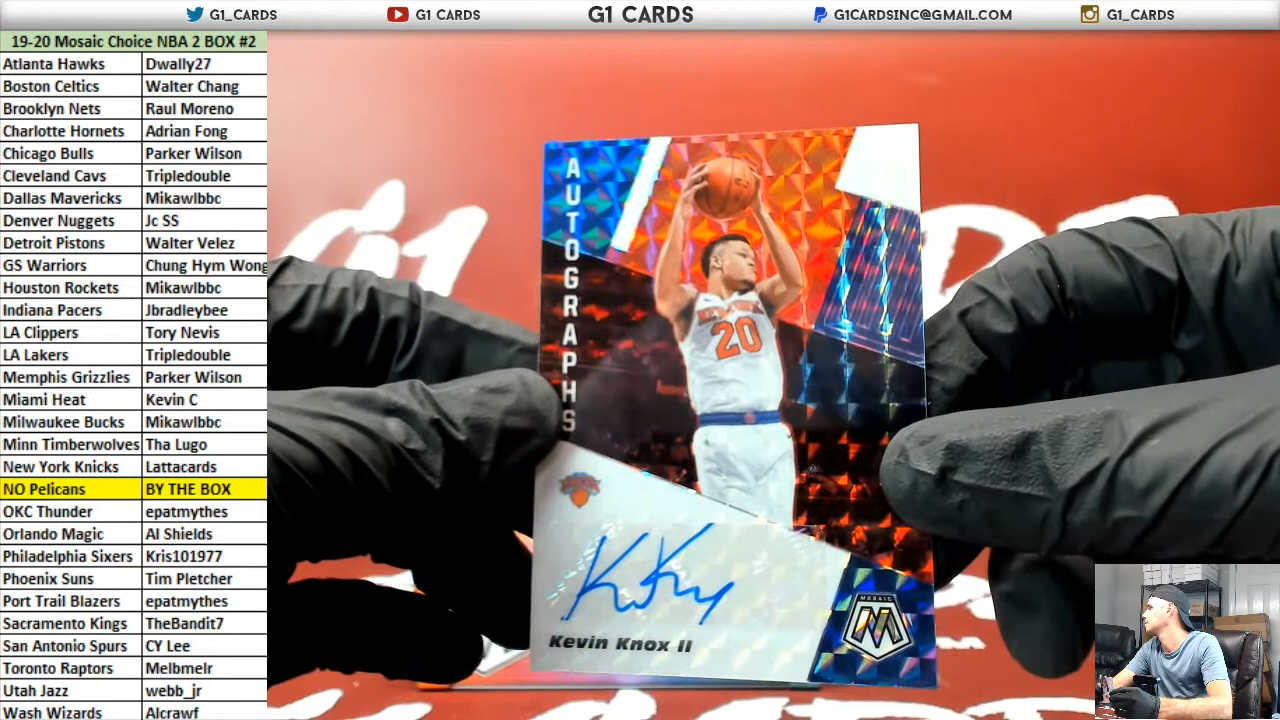 G1_CARDS
G1 CARDS
G1 CARDS
G1CARDSINC@GMAIL.COM
G1_CARDS
19-20 Mosaic Choice NBA 2 BOX #2
Atlanta Hawks Dwally27
Boston Celtics Walter Chang
Brooklyn Nets Raul Moreno
Charlotte Hornets Adrian Fong
Chicago Bulls Parker Wilson
Cleveland Cavs Tripledouble
Dallas Mavericks Mikawlbbc
Denver Nuggets Jc SS
Detroit Pistons Walter Velez
GS Warriors Chung Hym Wong
Houston Rockets Mikawlbbc
Indiana Pacers Jbradleybee
LA Clippers Tory Nevis
LA Lakers Tripledouble
Memphis Grizzlies Parker Wilson
Miami Heat Kevin C
Milwaukee Bucks Mikawlbbc
Minn Timberwolves Tha Lugo
New York Knicks Lattacards
NO Pelicans BY THE BOX
OKC Thunder epatmythes
Orlando Magic Al Shields
Philadelphia Sixers Kris101977
Phoenix Suns Tim Pletcher
Port Trail Blazers epatmythes
Sacramento Kings TheBandit7
San Antonio Spurs CY Lee
Toronto Raptors Melbmelr
Utah Jazz webb_jr
Wash Wizards Alcrawf
AUTOGRAPHS
NEW YORK
20
Kevin Knox II
MOSAIC
M